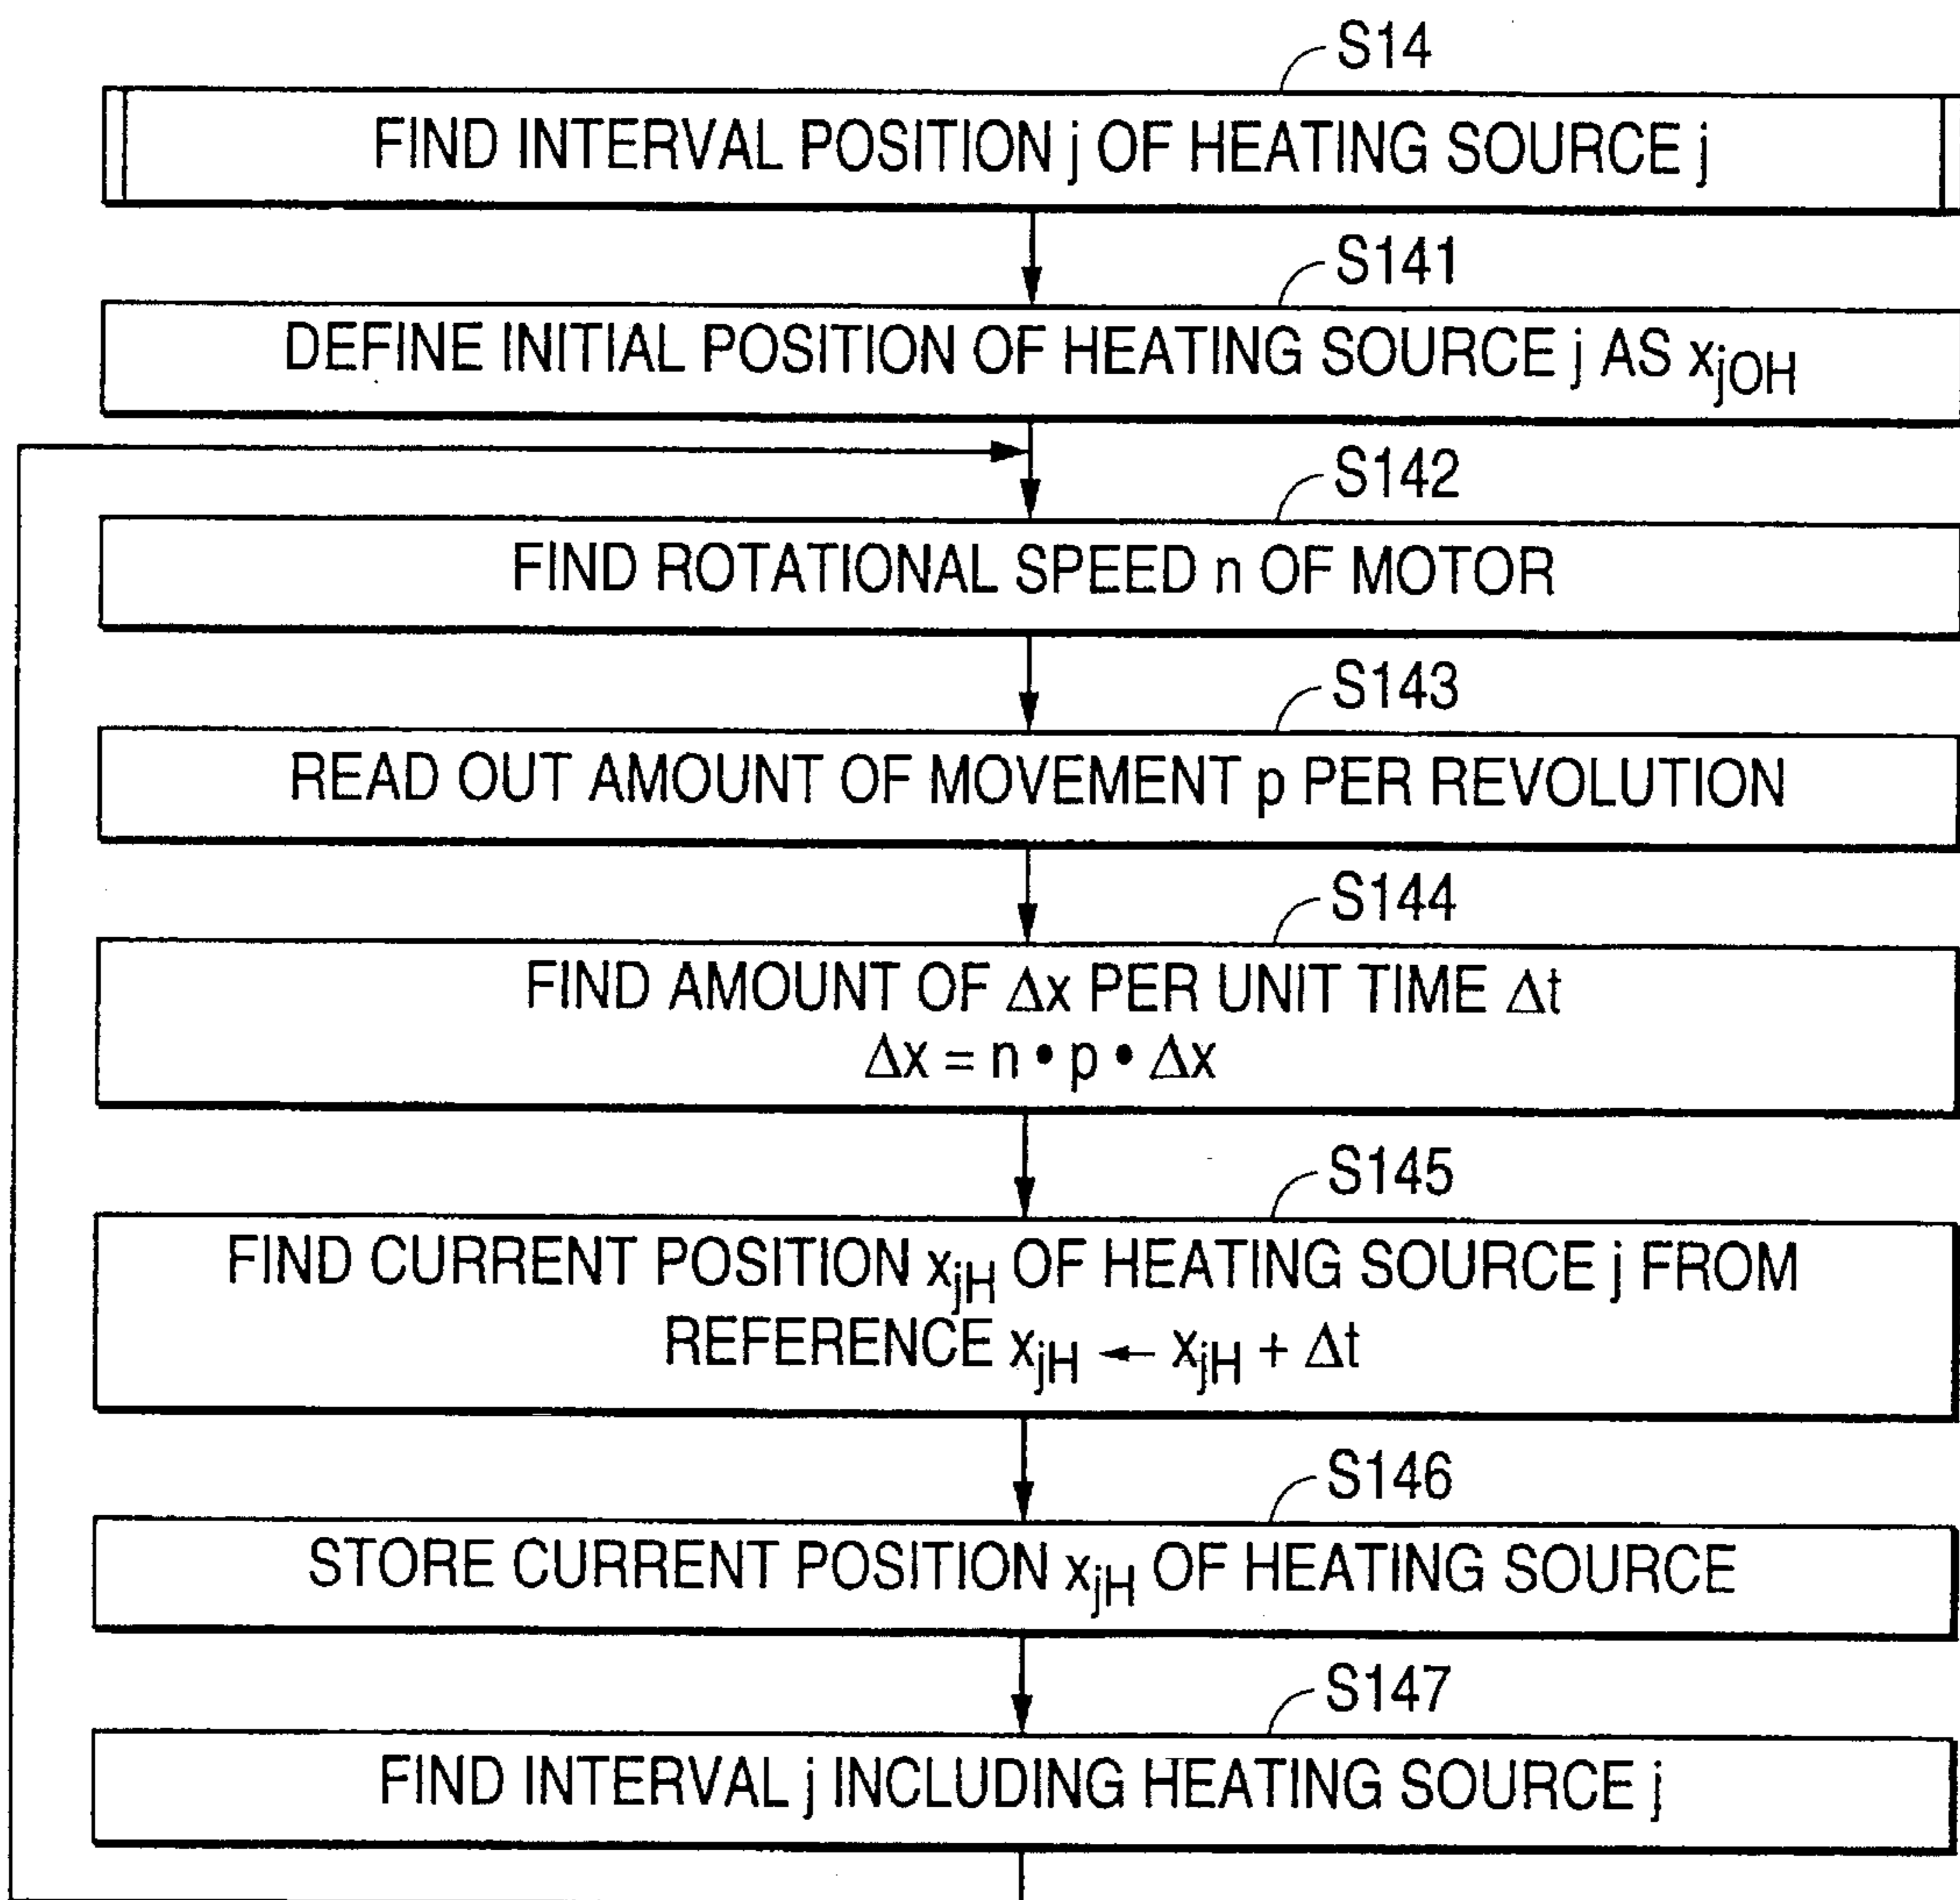 S14
FIND INTERVAL POSITION j OF HEATING SOURCE j
S141
DEFINE INITIAL POSITION OF HEATING SOURCE j AS xjOH
S142
FIND ROTATIONAL SPEED n OF MOTOR
S143
READ OUT AMOUNT OF MOVEMENT p PER REVOLUTION
S144
FIND AMOUNT OF Δx PER UNIT TIME Δt
Δx = n • p • Δx
S145
FIND CURRENT POSITION xjH OF HEATING SOURCE j FROM
REFERENCE xjH ← xjH + Δt
S146
STORE CURRENT POSITION xjH OF HEATING SOURCE
S147
FIND INTERVAL j INCLUDING HEATING SOURCE j